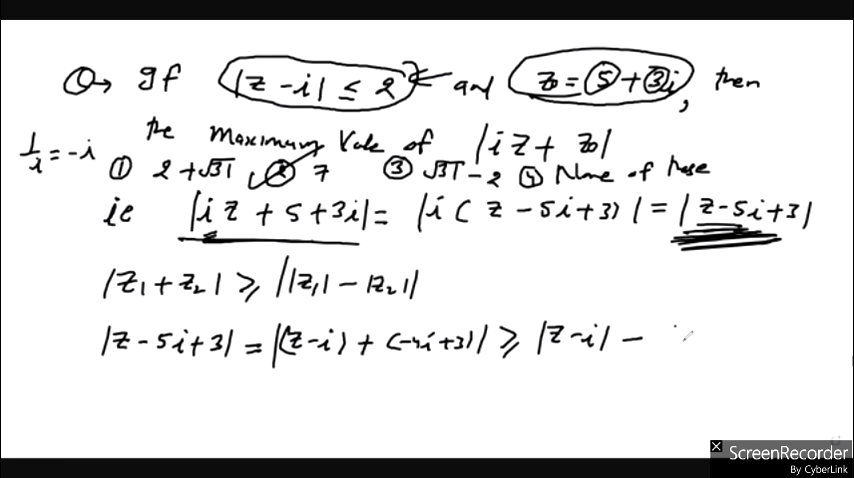 Q→ If |z - i| ≤ 2 ← and z₀ = 5 + 3i, then
the maximum value of |iz + z₀|
1/i = -i
① 2 + √31 ② 7 ③ √31 - 2 ④ None of these
ie |iz + 5 + 3i| = |i(z - 5i + 3)| = |z - 5i + 3|
|z₁ + z₂| ≥ ||z₁| - |z₂||
|z - 5i + 3| = |(z - i) + (-4i + 3)| ≥ |z - i| -
ScreenRecorder
By CyberLink